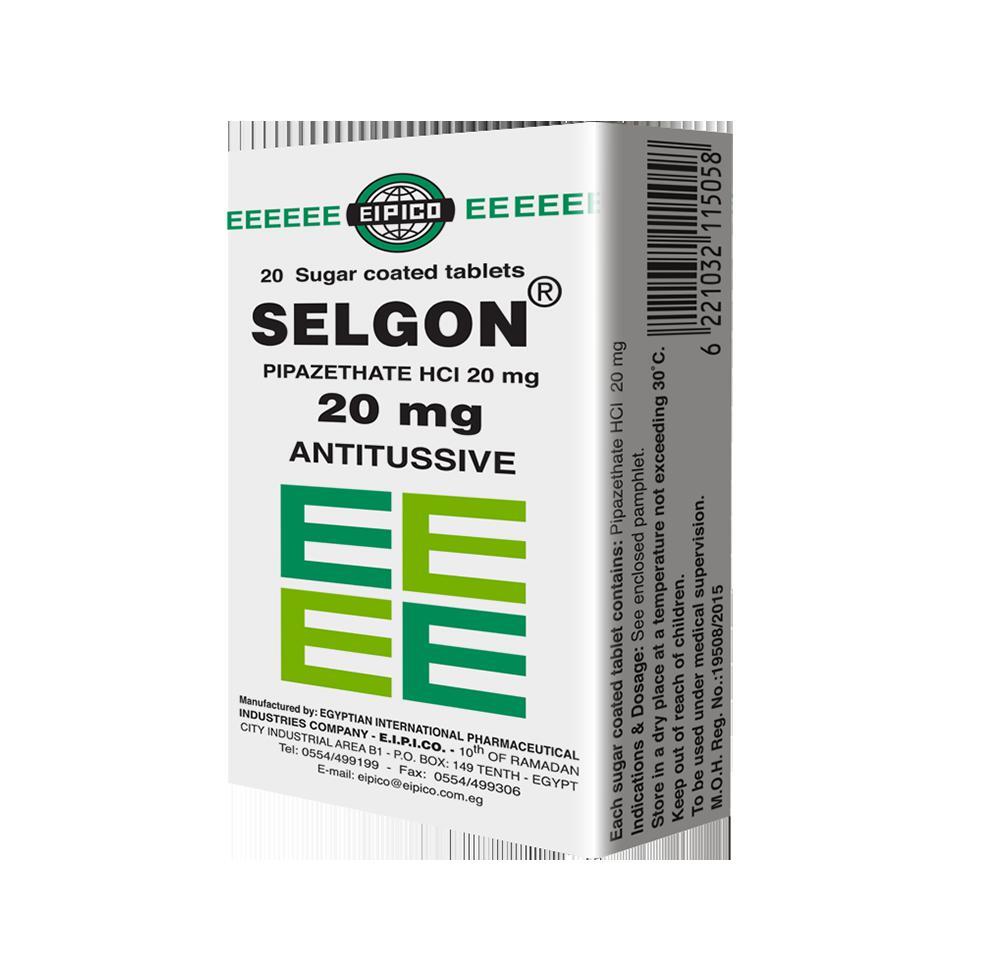 EEEEEE EIPICO EEEEEE
20 Sugar coated tablets
SELGON®
PIPAZETHATE HCl 20 mg
20 mg
ANTITUSSIVE
EE
EE
Manufactured by: EGYPTIAN INTERNATIONAL PHARMACEUTICAL
INDUSTRIES COMPANY - E.I.P.I.CO. - 10th OF RAMADAN
CITY INDUSTRIAL AREA B1 - P.O. BOX: 149 TENTH - EGYPT
Tel: 0554/499199 - Fax: 0554/499306
E-mail: eipico@eipico.com.eg
Each sugar coated tablet contains: Pipazethate HCl 20 mg
Indications & Dosage: See enclosed pamphlet.
Store in a dry place at a temperature not exceeding 30°C.
Keep out of reach of children.
To be used under medical supervision.
M.O.H. Reg. No.:19508/2015
6 221032 115058